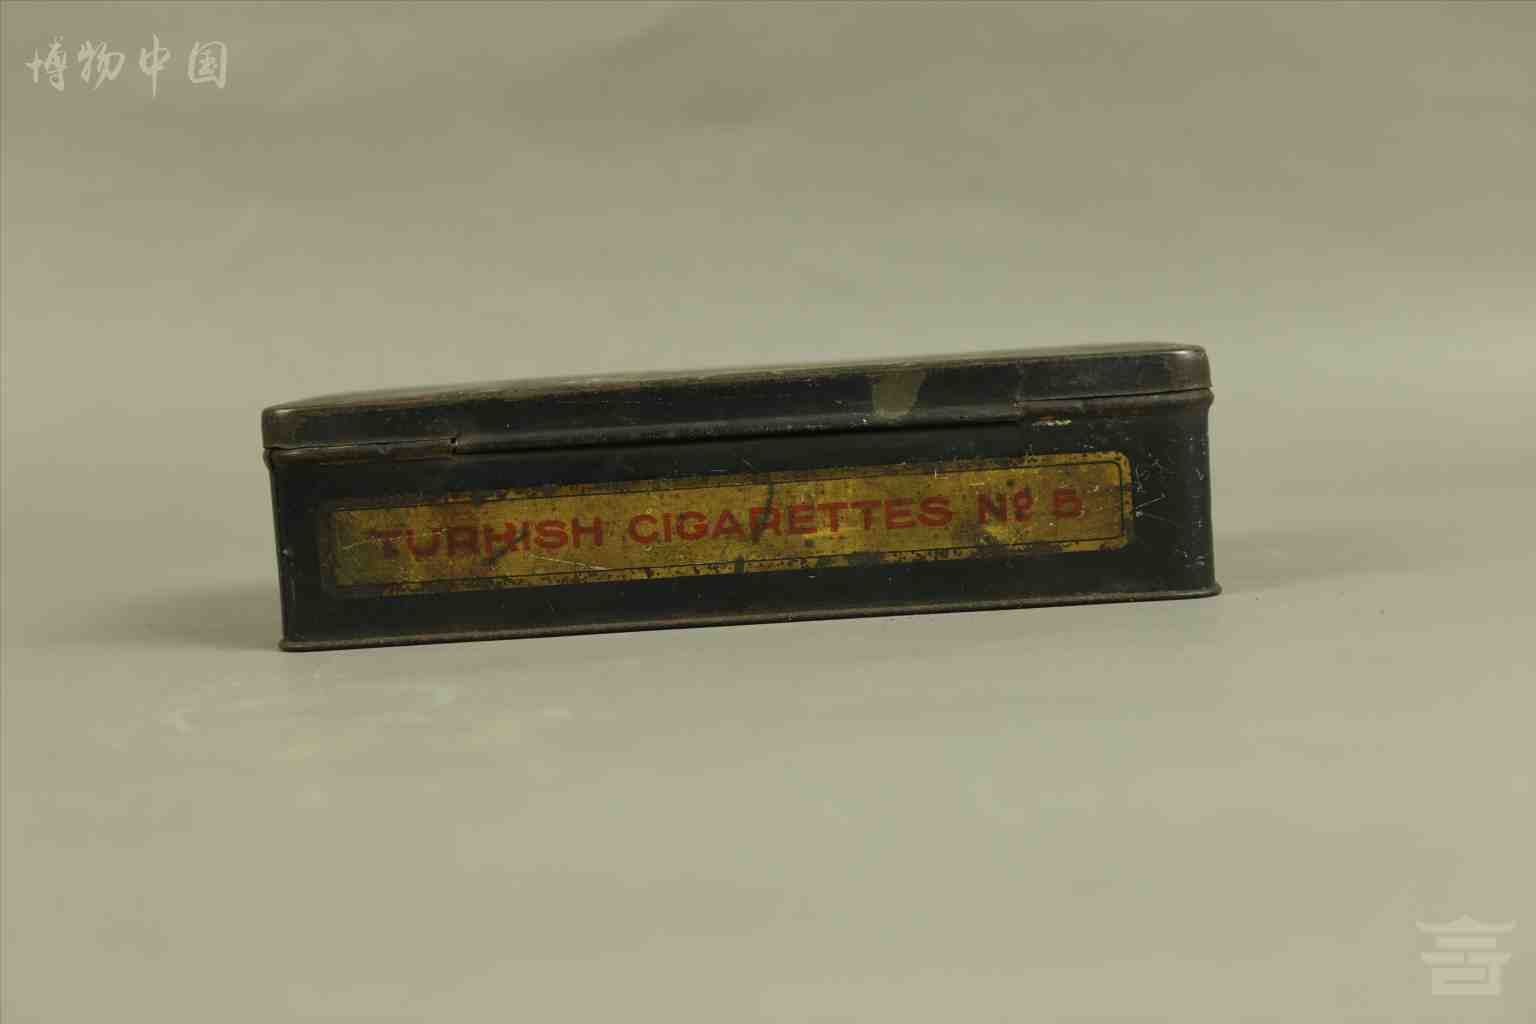 博物中国
TURKISH CIGARETTES Nº 5